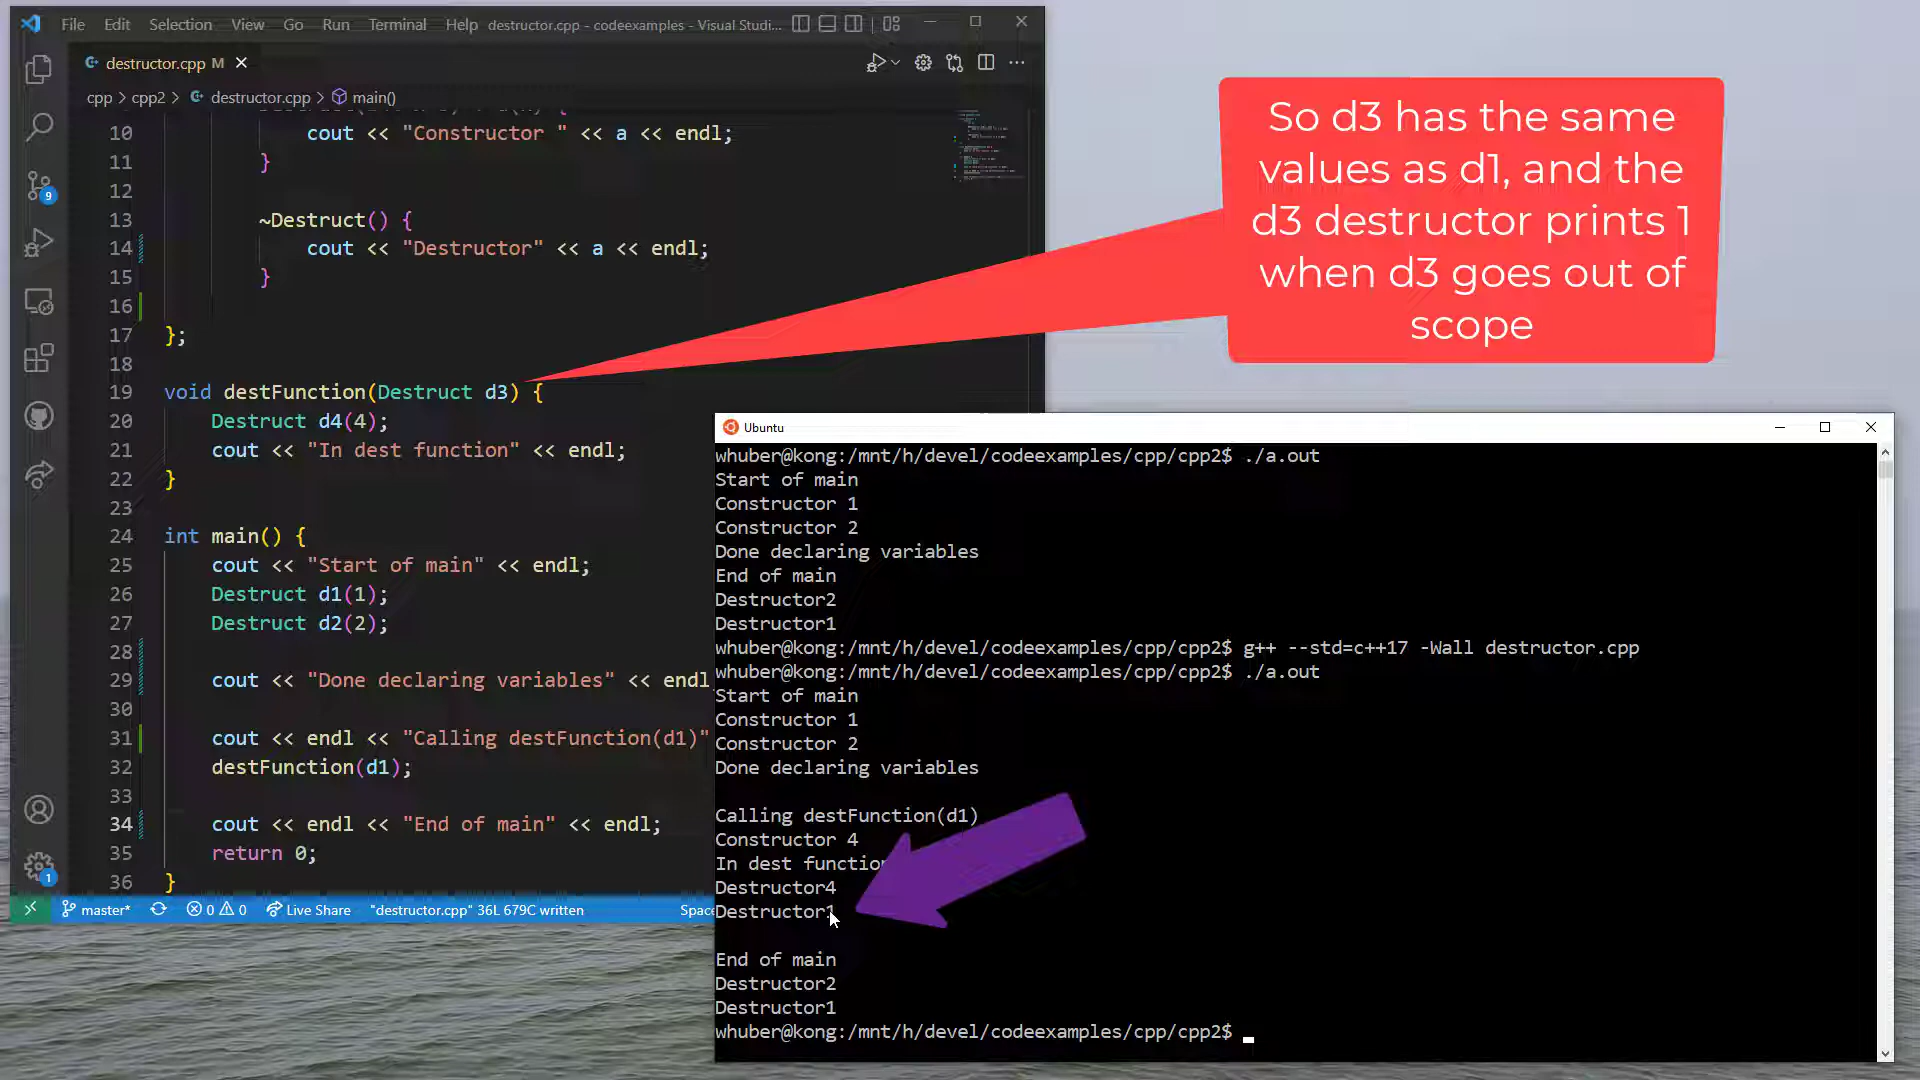 File Edit Selection View Go Run Terminal Help destructor.cpp - codeexamples - Visual Studi...
destructor.cpp M
cpp > cpp2 > destructor.cpp > main()
10 cout << "Constructor " << a << endl;
11 }
12
13 ~Destruct() {
14 cout << "Destructor" << a << endl;
15 }
16
17 };
18
19 void destFunction(Destruct d3) {
20 Destruct d4(4);
21 cout << "In dest function" << endl;
22 }
23
24 int main() {
25 cout << "Start of main" << endl;
26 Destruct d1(1);
27 Destruct d2(2);
28
29 cout << "Done declaring variables" << endl
30
31 cout << endl << "Calling destFunction(d1)"
32 destFunction(d1);
33
34 cout << endl << "End of main" << endl;
35 return 0;
36 }
9
1
master* 0 0 Live Share "destructor.cpp" 36L 679C written Space
So d3 has the same
values as d1, and the
d3 destructor prints 1
when d3 goes out of
scope
Ubuntu
whuber@kong:/mnt/h/devel/codeexamples/cpp/cpp2$ ./a.out
Start of main
Constructor 1
Constructor 2
Done declaring variables
End of main
Destructor2
Destructor1
whuber@kong:/mnt/h/devel/codeexamples/cpp/cpp2$ g++ --std=c++17 -Wall destructor.cpp
whuber@kong:/mnt/h/devel/codeexamples/cpp/cpp2$ ./a.out
Start of main
Constructor 1
Constructor 2
Done declaring variables
Calling destFunction(d1)
Constructor 4
In dest function
Destructor4
Destructor1
End of main
Destructor2
Destructor1
whuber@kong:/mnt/h/devel/codeexamples/cpp/cpp2$